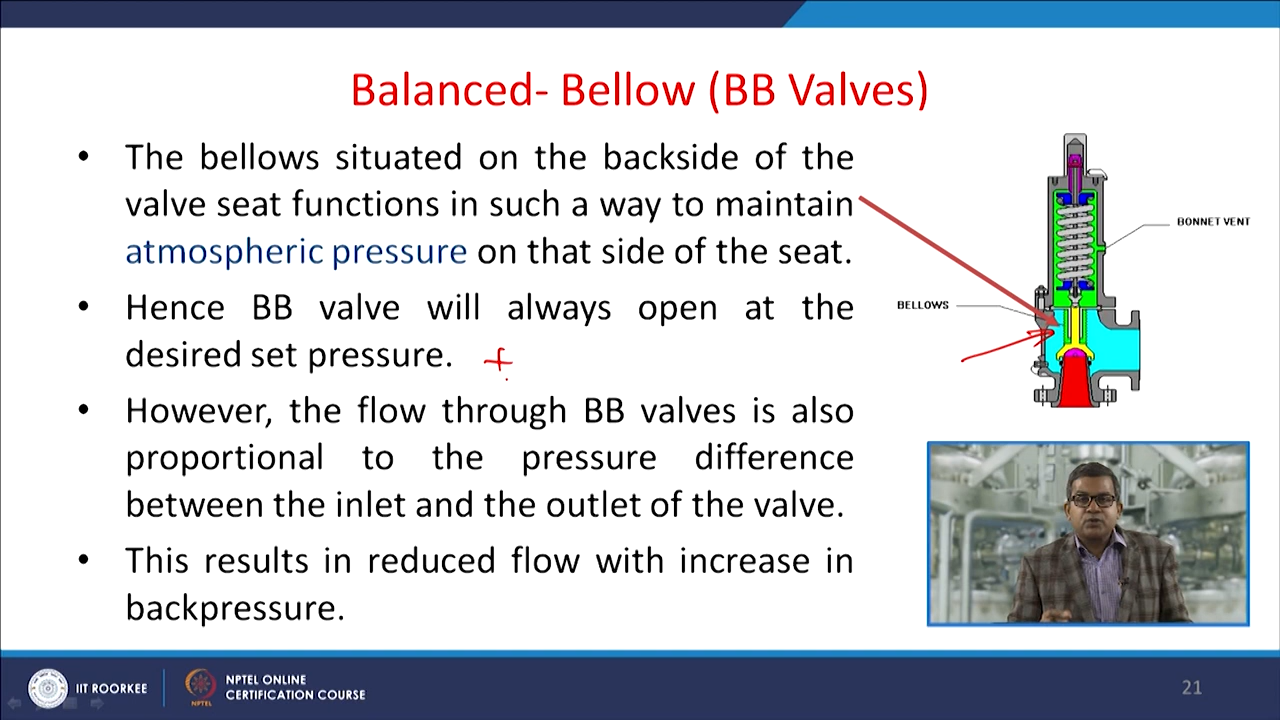 Balanced- Bellow (BB Valves)
• The bellows situated on the backside of the
valve seat functions in such a way to maintain
atmospheric pressure on that side of the seat.
• Hence BB valve will always open at the
desired set pressure.
• However, the flow through BB valves is also
proportional to the pressure difference
between the inlet and the outlet of the valve.
• This results in reduced flow with increase in
backpressure.
BONNET VENT
BELLOWS
IIT ROORKEE
NPTEL
NPTEL ONLINE
CERTIFICATION COURSE
21